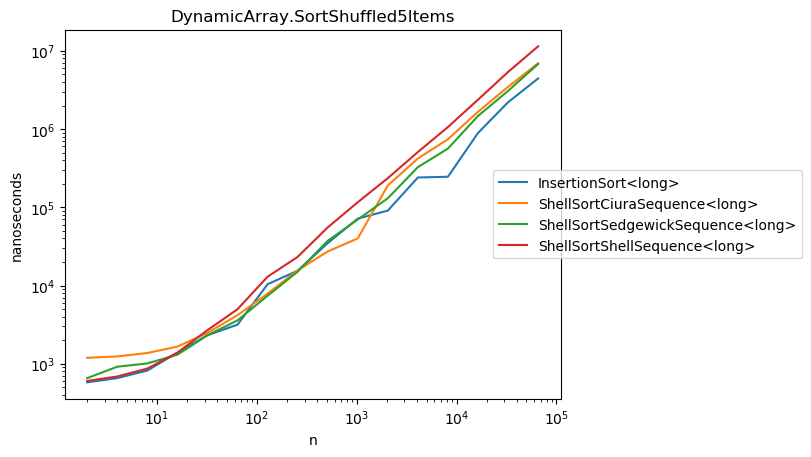 DynamicArray.SortShuffled5Items
10^7
10^6
10^5
10^4
10^3
nanoseconds
InsertionSort<long>
ShellSortCiuraSequence<long>
ShellSortSedgewickSequence<long>
ShellSortShellSequence<long>
10^1
10^2
10^3
10^4
10^5
n